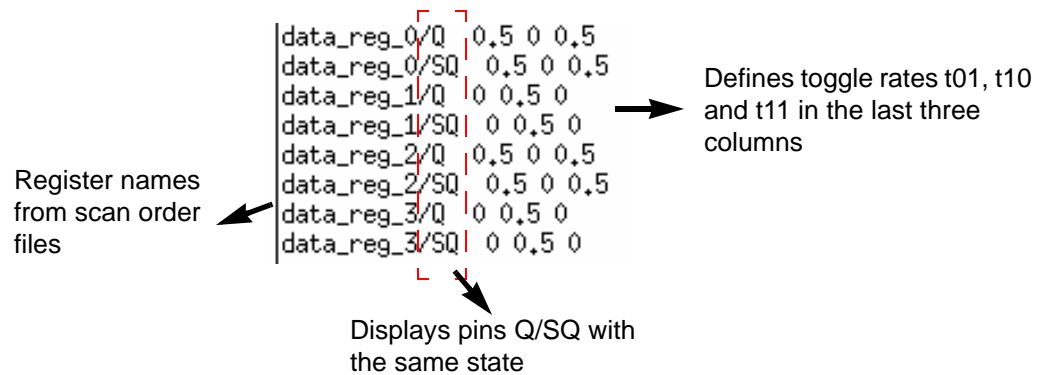 data_reg_0/Q 0.5 0 0.5
data_reg_0/SQ 0.5 0 0.5
data_reg_1/Q 0 0.5 0
data_reg_1/SQ 0 0.5 0
data_reg_2/Q 0.5 0 0.5
data_reg_2/SQ 0.5 0 0.5
data_reg_3/Q 0 0.5 0
data_reg_3/SQ 0 0.5 0
Defines toggle rates t01, t10
and t11 in the last three
columns
Register names
from scan order
files
Displays pins Q/SQ with
the same state